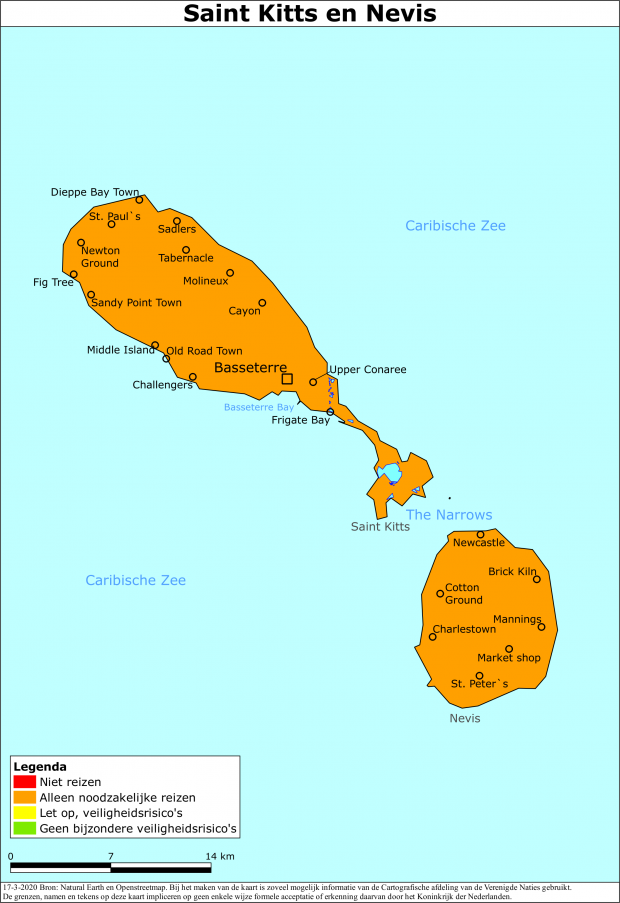 Saint Kitts en Nevis
Dieppe Bay Town
St. Paul`s
Sadlers
Caribische Zee
Newton
Ground
Tabernacle
Fig Tree
Molineux
Sandy Point Town
Cayon
Middle Island
Old Road Town
Basseterre
Upper Conaree
Challengers
Basseterre Bay
Frigate Bay
The Narrows
Saint Kitts
Newcastle
Caribische Zee
Brick Kiln
Cotton
Ground
Mannings
Charlestown
Market shop
St. Peter`s
Nevis
Legenda
Niet reizen
Alleen noodzakelijke reizen
Let op, veiligheidsrisico's
Geen bijzondere veiligheidsrisico's
0 7 14 km
17-3-2020 Bron: Natural Earth en Openstreetmap. Bij het maken van de kaart is zoveel mogelijk informatie van de Cartografische afdeling van de Verenigde Naties gebruikt.
De grenzen, namen en tekens op deze kaart impliceren op geen enkele wijze formele acceptatie of erkenning daarvan door het Koninkrijk der Nederlanden.